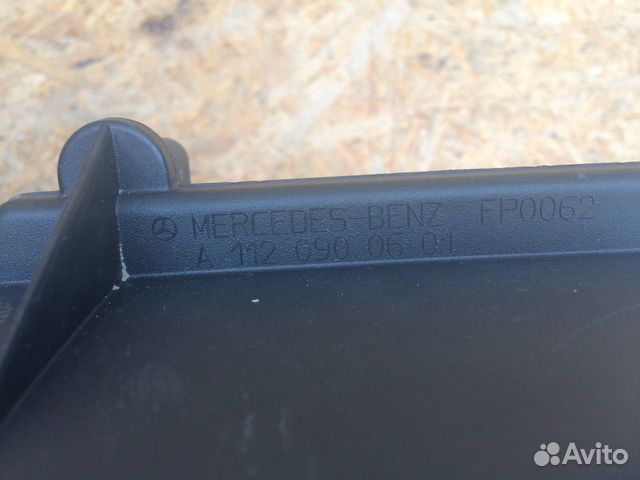 MERCEDES-BENZ FP0062
A 112 090 06 01
Avito